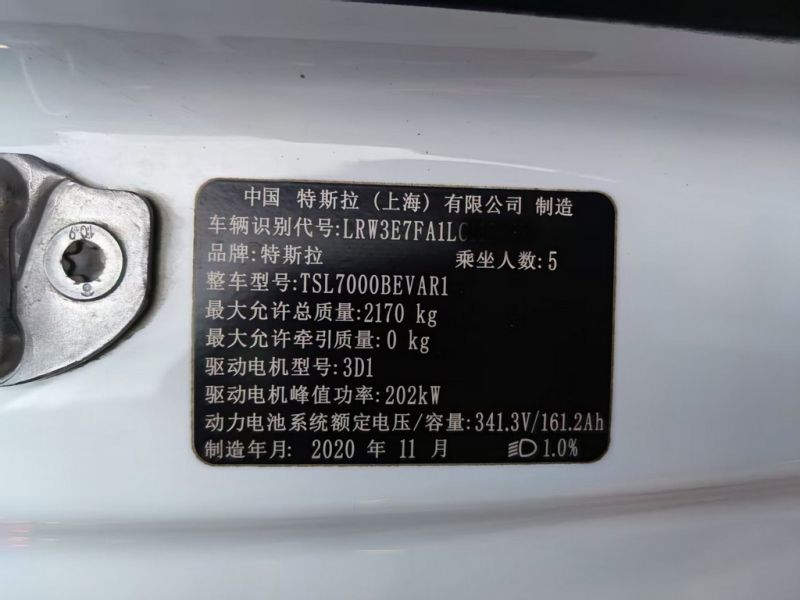 中国 特斯拉 (上海) 有限公司 制造
车辆识别代号:LRW3E7FA1LC
品牌:特斯拉 乘坐人数:5
整车型号:TSL7000BEVAR1
最大允许总质量:2170 kg
最大允许牵引质量:0 kg
驱动电机型号:3D1
驱动电机峰值功率:202kW
动力电池系统额定电压/容量:341.3V/161.2Ah
制造年月: 2020 年 11 月 1.0%
10.9